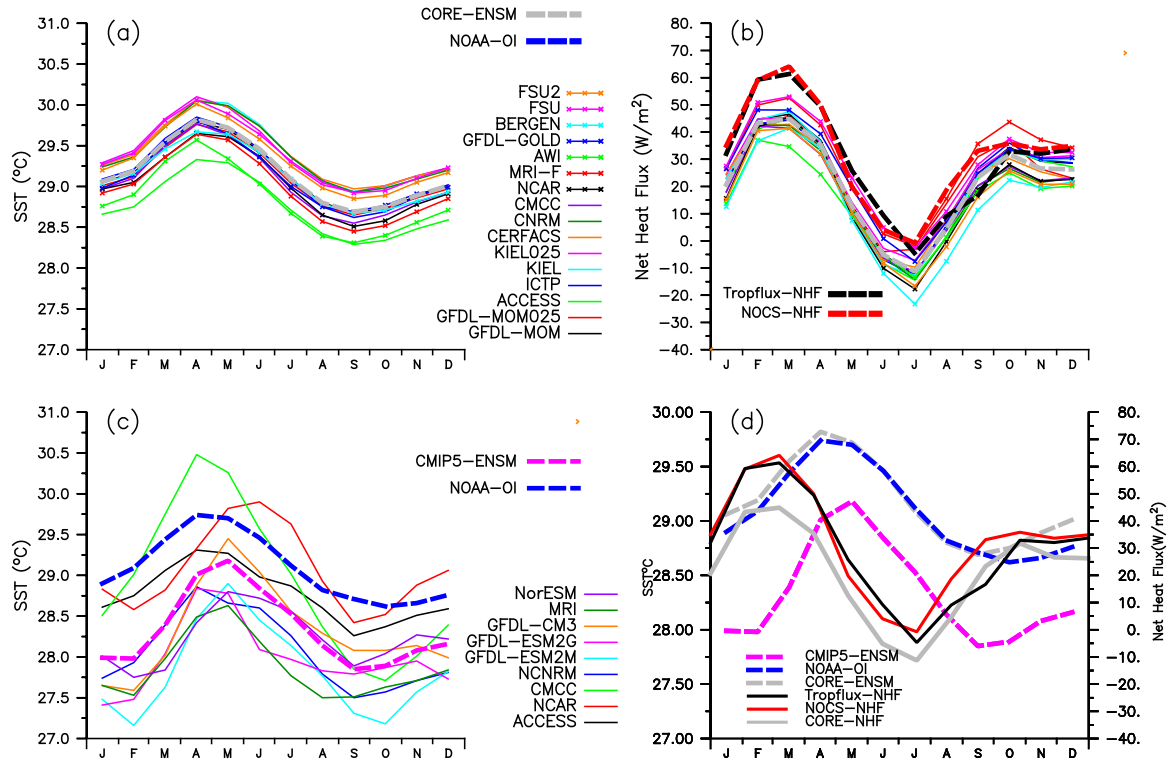 (a)
CORE-ENSM
NOAA-OI
FSU2
FSU
BERGEN
GFDL-GOLD
AWI
MRI-F
NCAR
CMCC
CNRM
CERFACS
KIEL025
KIEL
ICTP
ACCESS
GFDL-MOM025
GFDL-MOM
SST (ºC)
31.0
30.5
30.0
29.5
29.0
28.5
28.0
27.5
27.0
J F M A M J J A S O N D
(b)
Net Heat Flux (W/m²)
80.
70.
60.
50.
40.
30.
20.
10.
0.
-10.
-20.
-30.
-40.
Tropflux-NHF
NOCS-NHF
J F M A M J J A S O N D
(c)
CMIP5-ENSM
NOAA-OI
NorESM
MRI
GFDL-CM3
GFDL-ESM2G
GFDL-ESM2M
NCNRM
CMCC
NCAR
ACCESS
SST (ºC)
31.0
30.5
30.0
29.5
29.0
28.5
28.0
27.5
27.0
J F M A M J J A S O N D
(d)
SSTºC
30.00
29.50
29.00
28.50
28.00
27.50
27.00
CMIP5-ENSM
NOAA-OI
CORE-ENSM
Tropflux-NHF
NOCS-NHF
CORE-NHF
80.
70.
60.
50.
40.
30.
20.
10.
0.
-10.
-20.
-30.
-40.
Net Heat Flux(W/m²)
J F M A M J J A S O N D